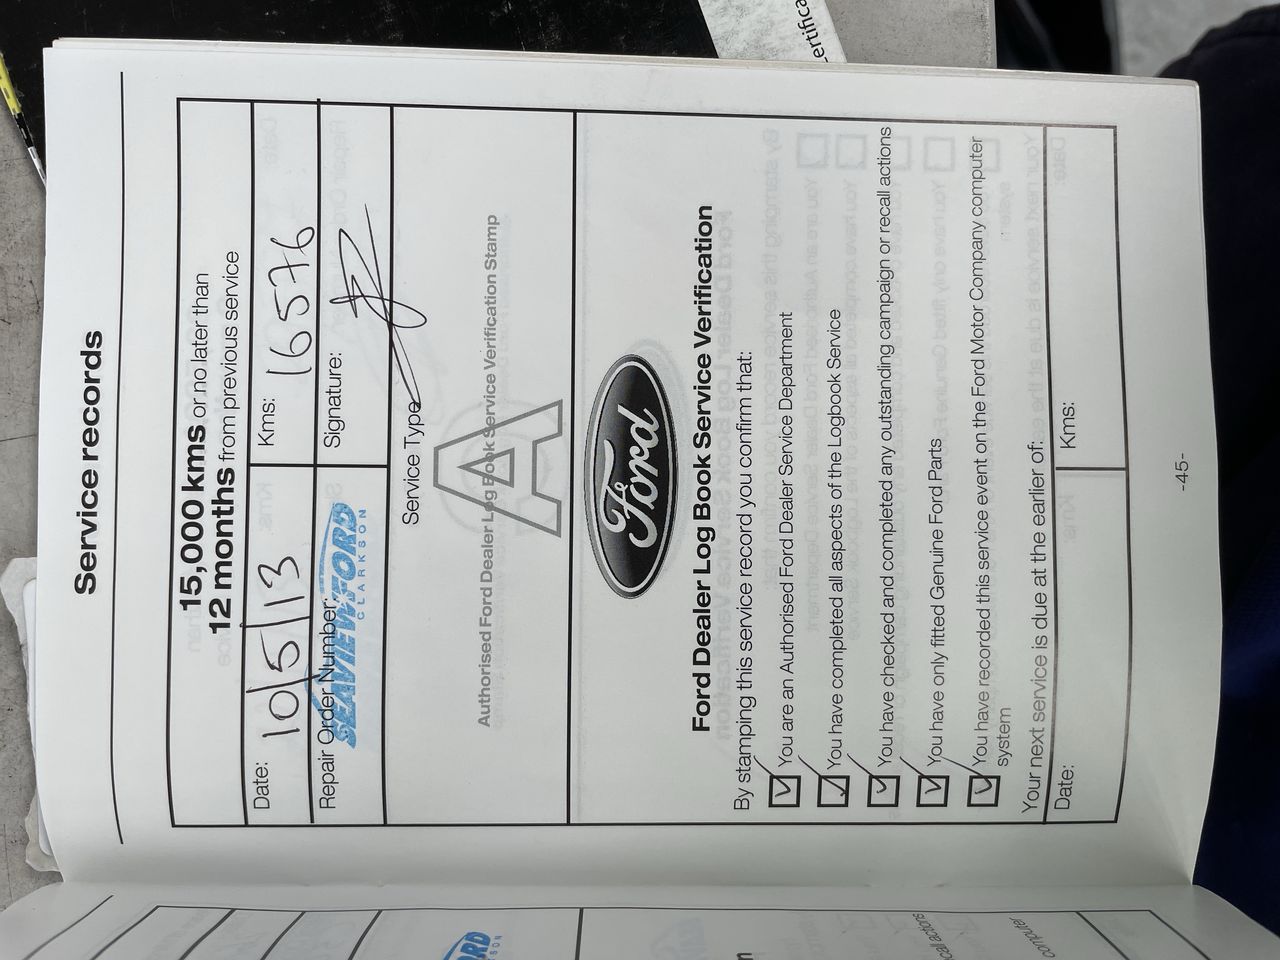 Service records
15,000 kms or no later than
12 months from previous service
Date: 10/5/13 Kms: 16576
Repair Order Number: Signature:
SEAVIEW FORD
CLARKSON
Service Type
A
Authorised Ford Dealer Log Book Service Verification Stamp
Ford
Ford Dealer Log Book Service Verification
By stamping this service record you confirm that:
You are an Authorised Ford Dealer Service Department
You have completed all aspects of the Logbook Service
You have checked and completed any outstanding campaign or recall actions
You have only fitted Genuine Ford Parts
You have recorded this service event on the Ford Motor Company computer
system
Your next service is due at the earlier of:
Date: Kms:
-45-
computer